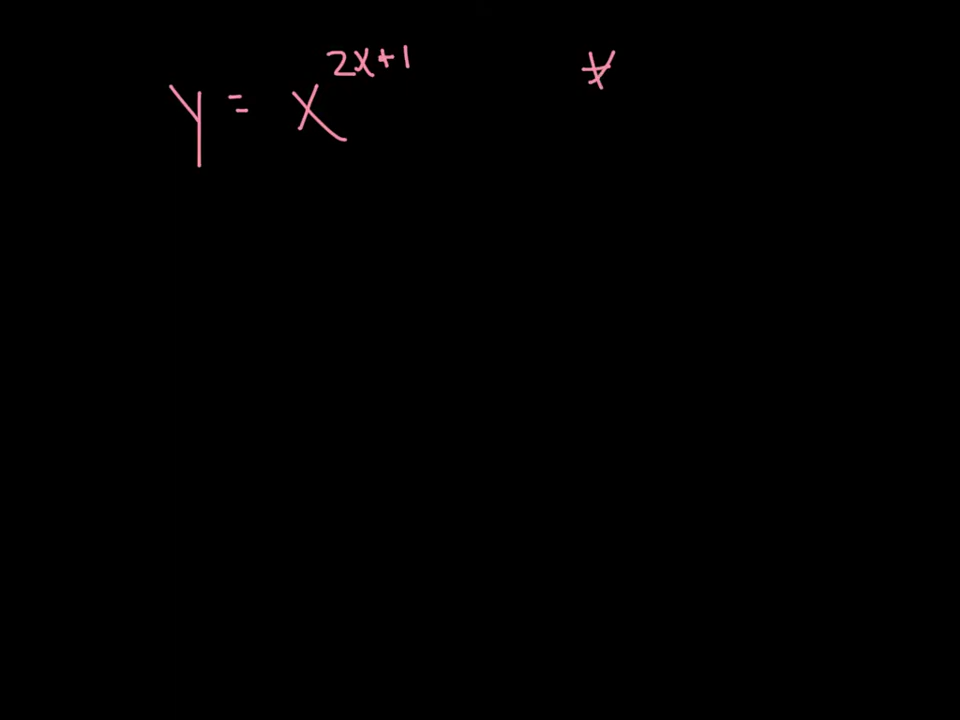 y = x^{2x+1} *